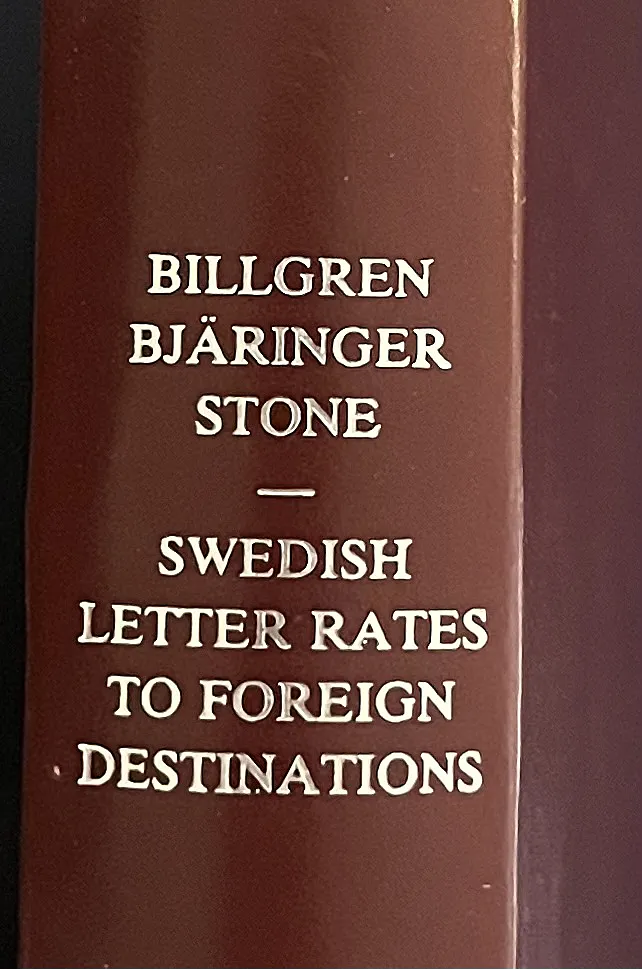 BILLGREN
BJÄRINGER
STONE
—
SWEDISH
LETTER RATES
TO FOREIGN
DESTINATIONS